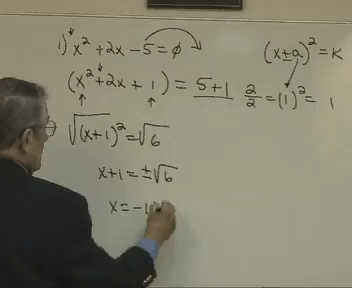 1) x² + 2x - 5 = ϕ
(x ± a)² = K
(x² + 2x + 1) = 5 + 1
2/2 = (1)² = 1
√(x+1)² = √6
x + 1 = ±√6
x = -1